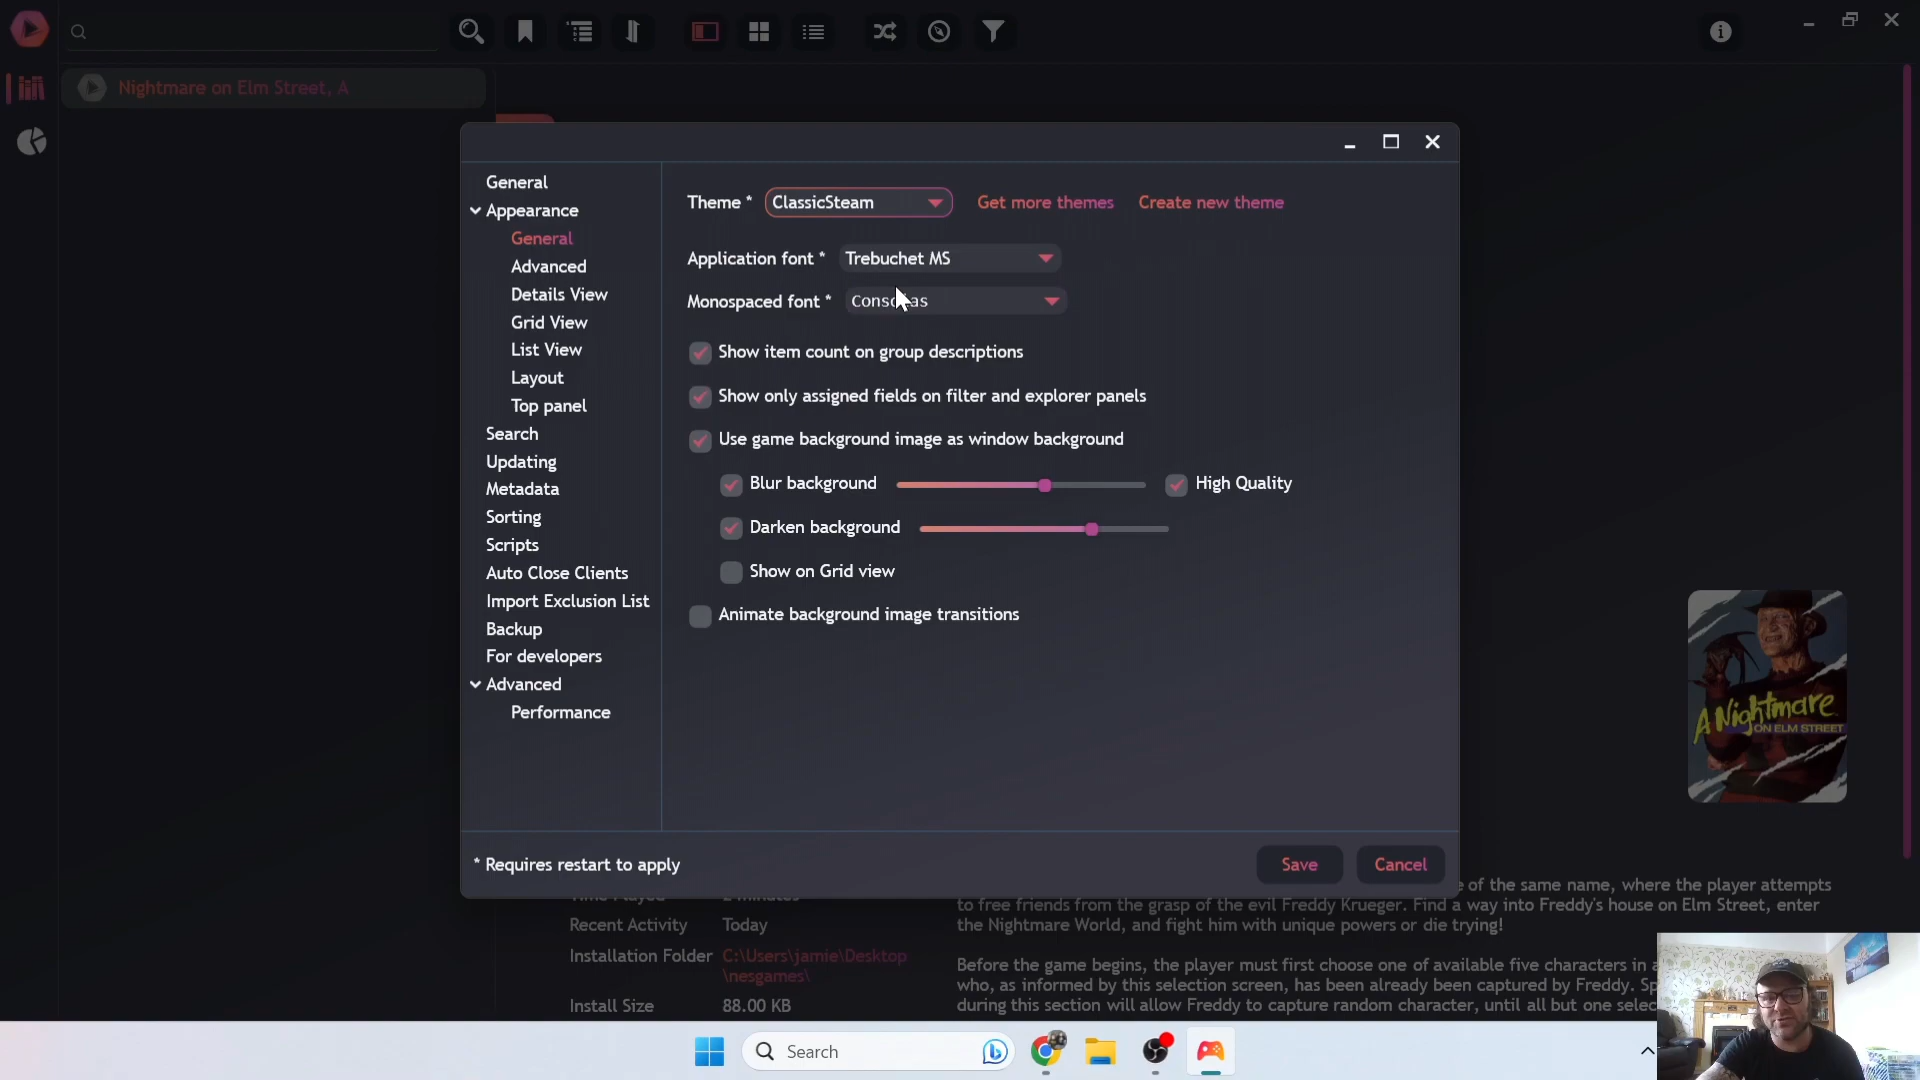 Nightmare on Elm Street, A
General
Appearance
General
Advanced
Details View
Grid View
List View
Layout
Top panel
Search
Updating
Metadata
Sorting
Scripts
Auto Close Clients
Import Exclusion List
Backup
For developers
Advanced
Performance
Theme * ClassicSteam Get more themes Create new theme
Application font * Trebuchet MS
Monospaced font * Consolas
Show item count on group descriptions
Show only assigned fields on filter and explorer panels
Use game background image as window background
Blur background High Quality
Darken background
Show on Grid view
Animate background image transitions
* Requires restart to apply Save Cancel
A Nightmare
ON ELM STREET
Time Played 2 minutes
Recent Activity Today
Installation Folder C:\Users\jamie\Desktop
\nesgames\
Install Size 88.00 KB
of the same name, where the player attempts
to free friends from the grasp of the evil Freddy Krueger. Find a way into Freddy's house on Elm Street, enter
the Nightmare World, and fight him with unique powers or die trying!
Before the game begins, the player must first choose one of available five characters in a
who, as informed by this selection screen, has been already been captured by Freddy.
during this section will allow Freddy to capture random character, until all but one
Search